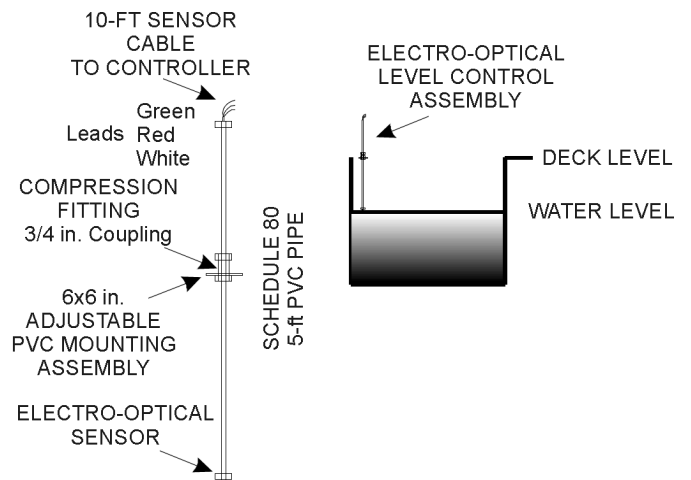 10-FT SENSOR
CABLE
TO CONTROLLER
Leads
Green
Red
White
COMPRESSION
FITTING
3/4 in. Coupling
6x6 in.
ADJUSTABLE
PVC MOUNTING
ASSEMBLY
ELECTRO-OPTICAL
SENSOR
SCHEDULE 80
5-ft PVC PIPE
ELECTRO-OPTICAL
LEVEL CONTROL
ASSEMBLY
DECK LEVEL
WATER LEVEL